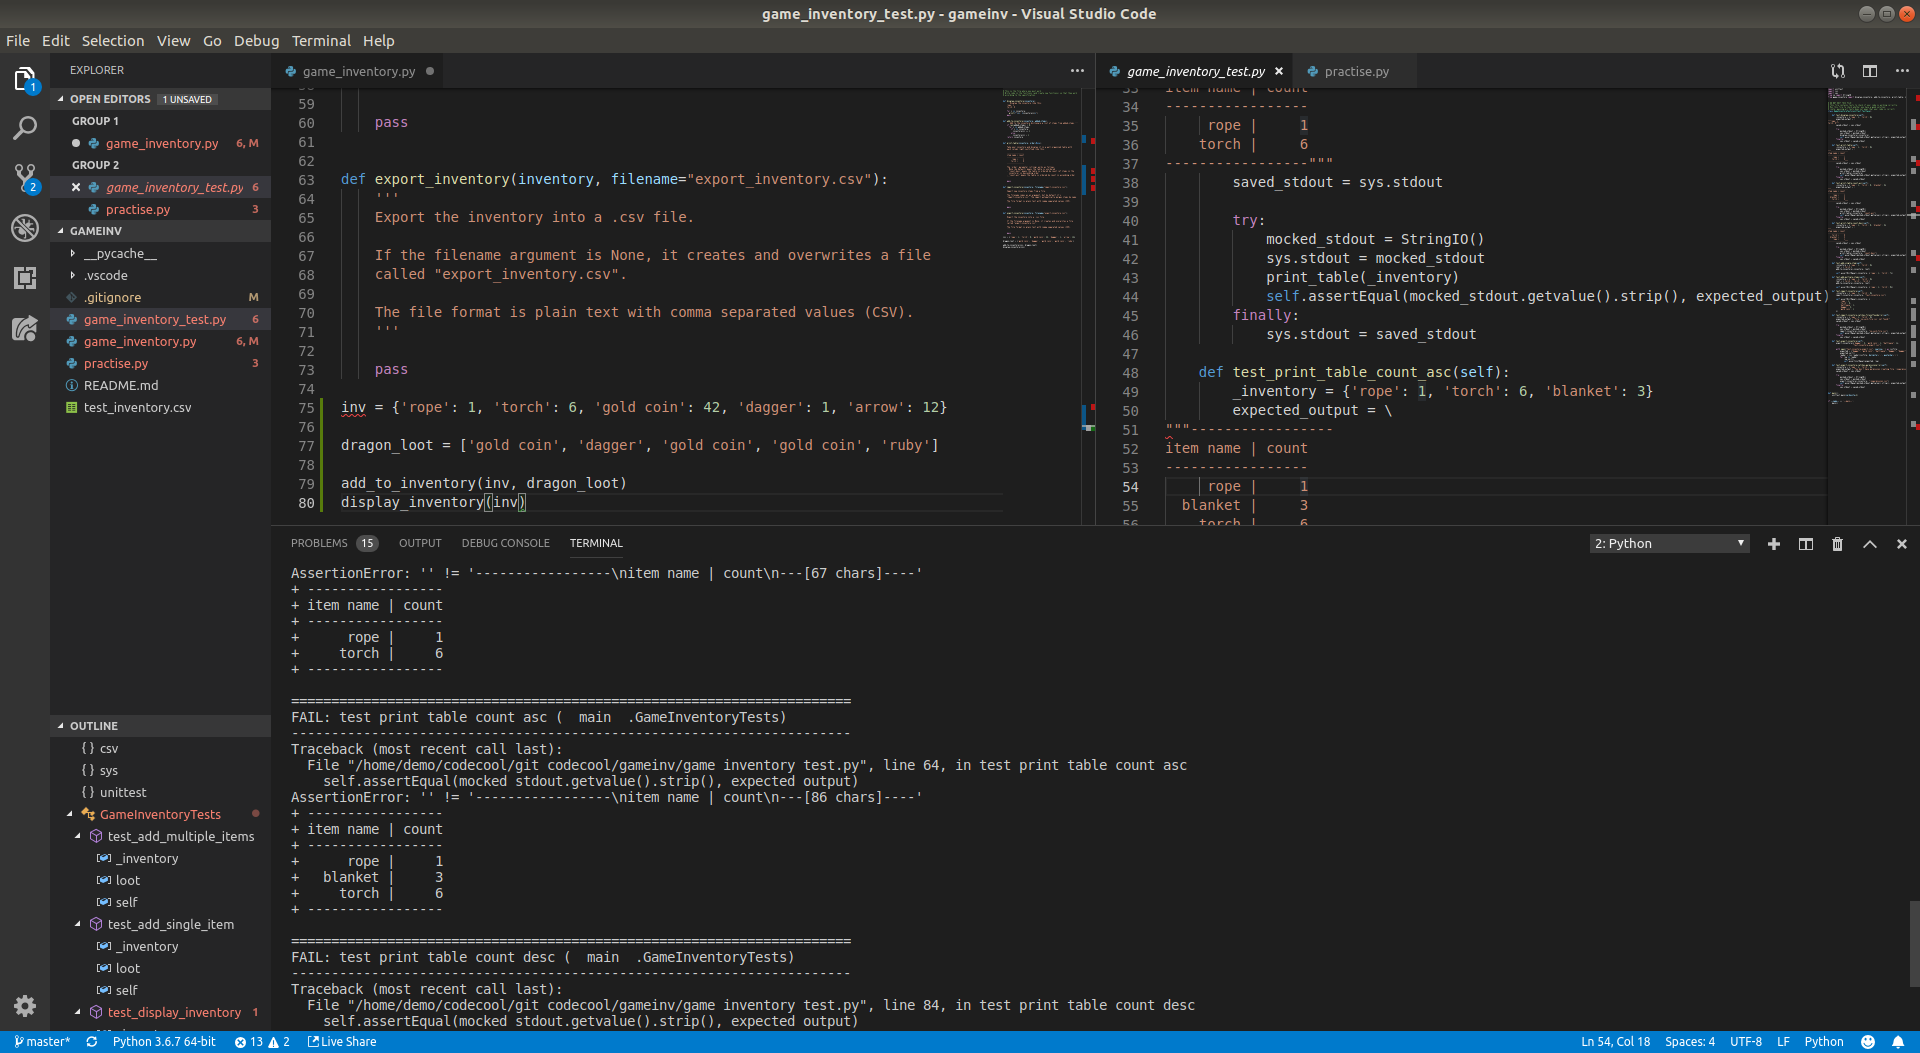 game_inventory_test.py - gameinv - Visual Studio Code
File Edit Selection View Go Debug Terminal Help
EXPLORER
OPEN EDITORS 1 UNSAVED
GROUP 1
game_inventory.py 6, M
GROUP 2
game_inventory_test.py 6
practise.py 3
GAMEINV
__pycache__
.vscode
.gitignore M
game_inventory_test.py 6
game_inventory.py 6, M
practise.py 3
README.md
test_inventory.csv
OUTLINE
{} csv
{} sys
{} unittest
GameInventoryTests
test_add_multiple_items
_inventory
loot
self
test_add_single_item
_inventory
loot
self
test_display_inventory 1
game_inventory.py
59
60 pass
61
62
63 def export_inventory(inventory, filename="export_inventory.csv"):
64 '''
65 Export the inventory into a .csv file.
66
67 If the filename argument is None, it creates and overwrites a file
68 called "export_inventory.csv".
69
70 The file format is plain text with comma separated values (CSV).
71 '''
72
73 pass
74
75 inv = {'rope': 1, 'torch': 6, 'gold coin': 42, 'dagger': 1, 'arrow': 12}
76
77 dragon_loot = ['gold coin', 'dagger', 'gold coin', 'gold coin', 'ruby']
78
79 add_to_inventory(inv, dragon_loot)
80 display_inventory(inv)
game_inventory_test.py practise.py
33 item name | count
34 -----------------
35 rope | 1
36 torch | 6
37 -----------------"""
38 saved_stdout = sys.stdout
39
40 try:
41 mocked_stdout = StringIO()
42 sys.stdout = mocked_stdout
43 print_table(_inventory)
44 self.assertEqual(mocked_stdout.getvalue().strip(), expected_output)
45 finally:
46 sys.stdout = saved_stdout
47
48 def test_print_table_count_asc(self):
49 _inventory = {'rope': 1, 'torch': 6, 'blanket': 3}
50 expected_output = \
51 """-----------------
52 item name | count
53 -----------------
54 rope | 1
55 blanket | 3
56 torch | 6
PROBLEMS 15 OUTPUT DEBUG CONSOLE TERMINAL 2: Python
AssertionError: '' != '-----------------\nitem name | count\n---[67 chars]----'
+ -----------------
+ item name | count
+ -----------------
+ rope | 1
+ torch | 6
+ -----------------
======================================================================
FAIL: test print table count asc ( main .GameInventoryTests)
----------------------------------------------------------------------
Traceback (most recent call last):
File "/home/demo/codecool/git codecool/gameinv/game inventory test.py", line 64, in test print table count asc
self.assertEqual(mocked stdout.getvalue().strip(), expected output)
AssertionError: '' != '-----------------\nitem name | count\n---[86 chars]----'
+ -----------------
+ item name | count
+ -----------------
+ rope | 1
+ blanket | 3
+ torch | 6
+ -----------------
======================================================================
FAIL: test print table count desc ( main .GameInventoryTests)
----------------------------------------------------------------------
Traceback (most recent call last):
File "/home/demo/codecool/git codecool/gameinv/game inventory test.py", line 84, in test print table count desc
self.assertEqual(mocked stdout.getvalue().strip(), expected output)
master* Python 3.6.7 64-bit 13 2 Live Share Ln 54, Col 18 Spaces: 4 UTF-8 LF Python